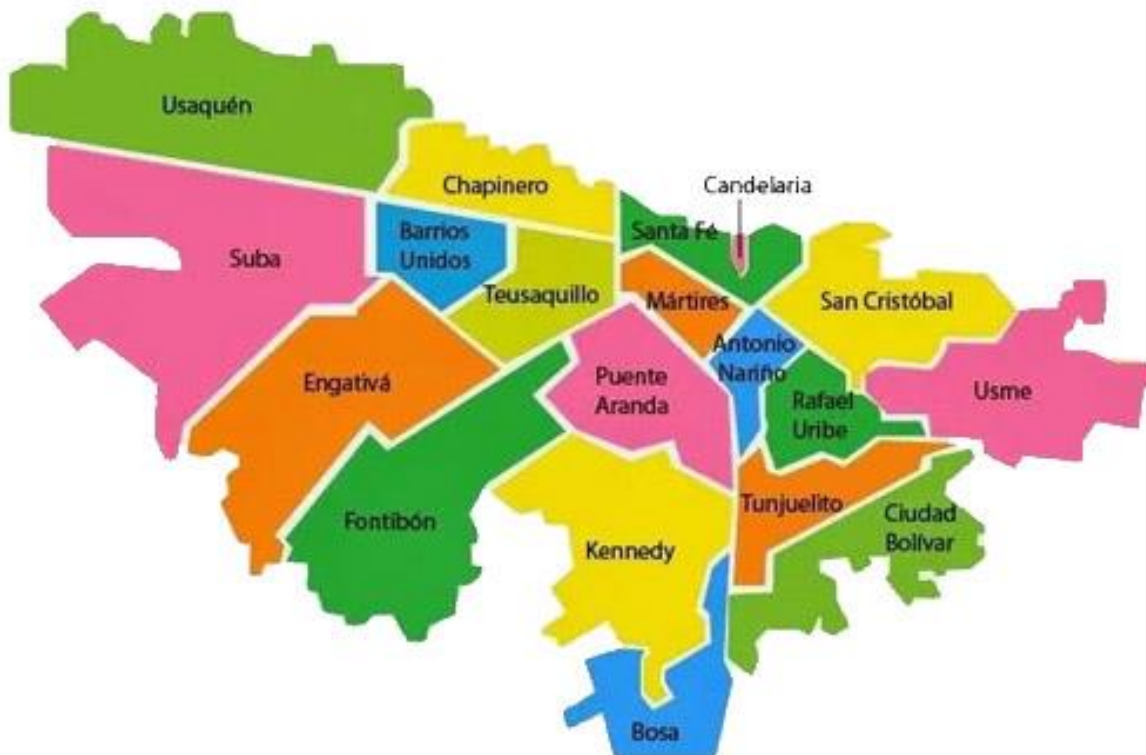 Usaquén
Chapinero
Candelaria
Santa Fé
Barrios
Unidos
Suba
Teusaquillo
Mártires
San Cristóbal
Antonio
Nariño
Engativá
Puente
Aranda
Rafael
Uribe
Usme
Fontibón
Tunjuelito
Ciudad
Bolívar
Kennedy
Bosa